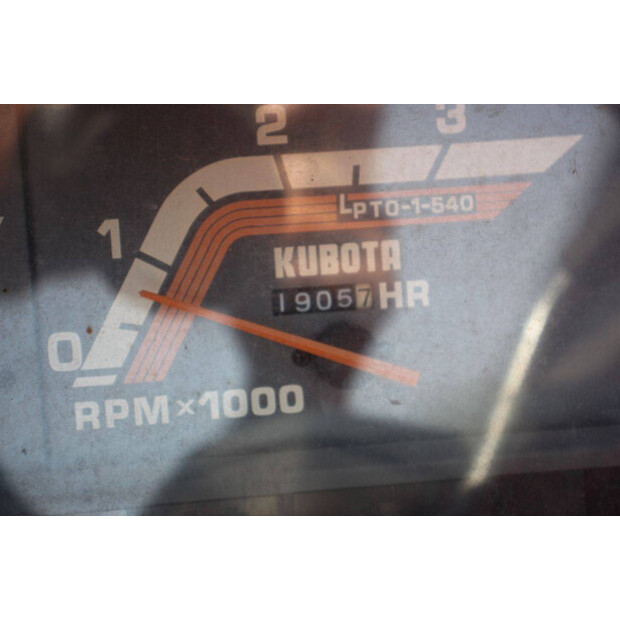 2 3
LPTO-1-540
1
KUBOTA
19057HR
0
RPM×1000